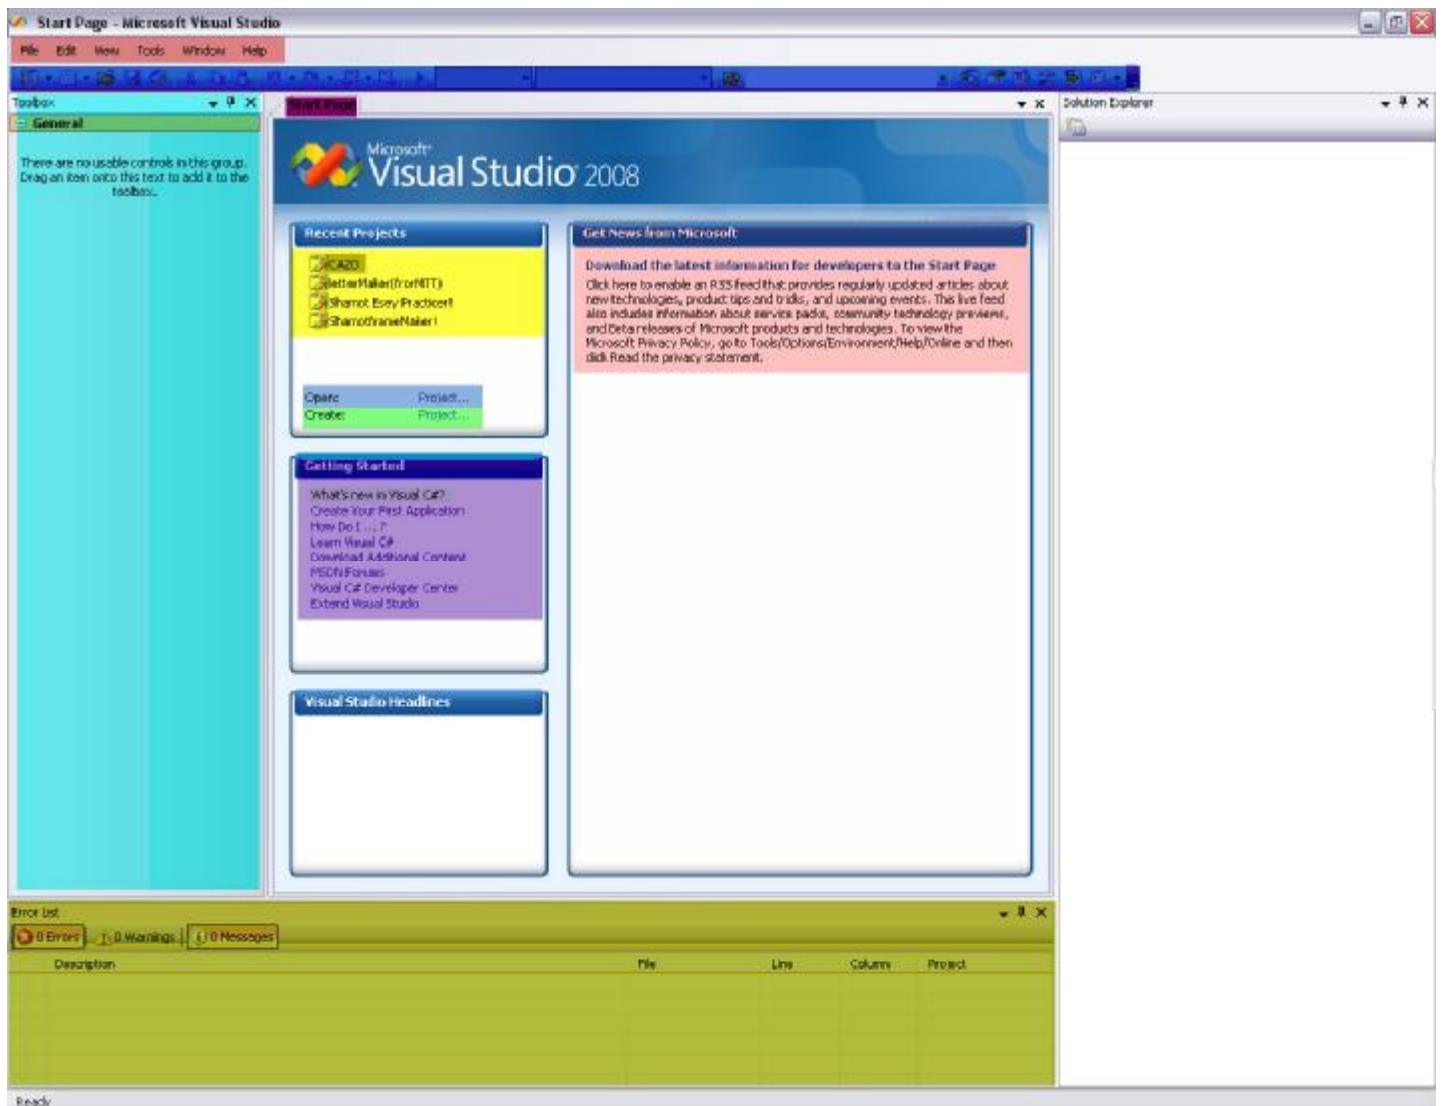 Start Page - Microsoft Visual Studio
File Edit View Tools Window Help
Toolbox
General
There are no usable controls in this group.
Drag an item onto this text to add it to the
toolbox.
Start Page
Microsoft
Visual Studio 2008
Recent Projects
CA20
letterMaker(frorNITT)
Sharnot Esey Practicer!!
Sharnotframe Maker!
Open: Project...
Create: Project...
Getting Started
What's new in Visual C#?
Create Your First Application
How Do I ... ?
Learn Visual C#
Download Additional Content
MSDN Forums
Visual C# Developer Center
Extend Visual Studio
Visual Studio Headlines
Get News from Microsoft
Download the latest information for developers to the Start Page
Click here to enable an RSS feed that provides regularly updated articles about
new technologies, product tips and tricks, and upcoming events. This live feed
also includes information about service packs, community technology previews,
and Beta releases of Microsoft products and technologies. To view the
Microsoft Privacy Policy, go to Tools/Options/Environment/Help/Online and then
click Read the privacy statement.
Solution Explorer
Error List
0 Errors 0 Warnings 0 Messages
Description File Line Column Project
Ready